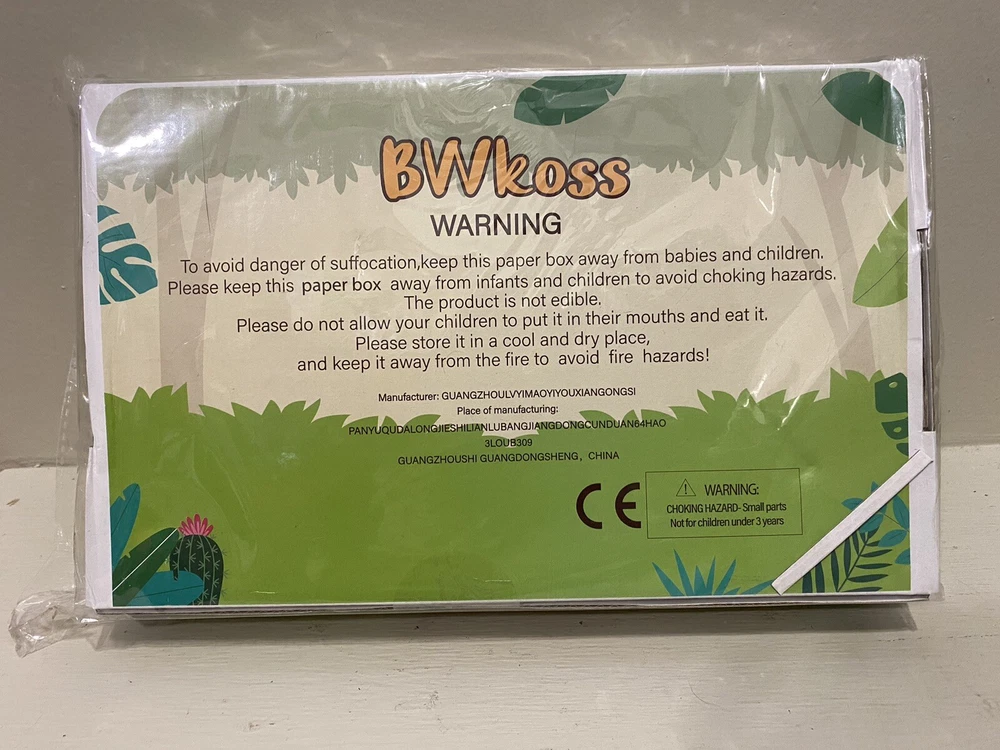 BWkoss
WARNING
To avoid danger of suffocation,keep this paper box away from babies and children.
Please keep this paper box away from infants and children to avoid choking hazards.
The product is not edible.
Please do not allow your children to put it in their mouths and eat it.
Please store it in a cool and dry place,
and keep it away from the fire to avoid fire hazards!
Manufacturer: GUANGZHOULVYIMAOYIYOUXIANGONGSI
Place of manufacturing:
PANYUQUDALONGJIESHILIANLUBANGJIANGDONGCUNDUAN64HAO
3LOUB309
GUANGZHOUSHI GUANGDONGSHENG, CHINA
CE
WARNING:
CHOKING HAZARD- Small parts
Not for children under 3 years